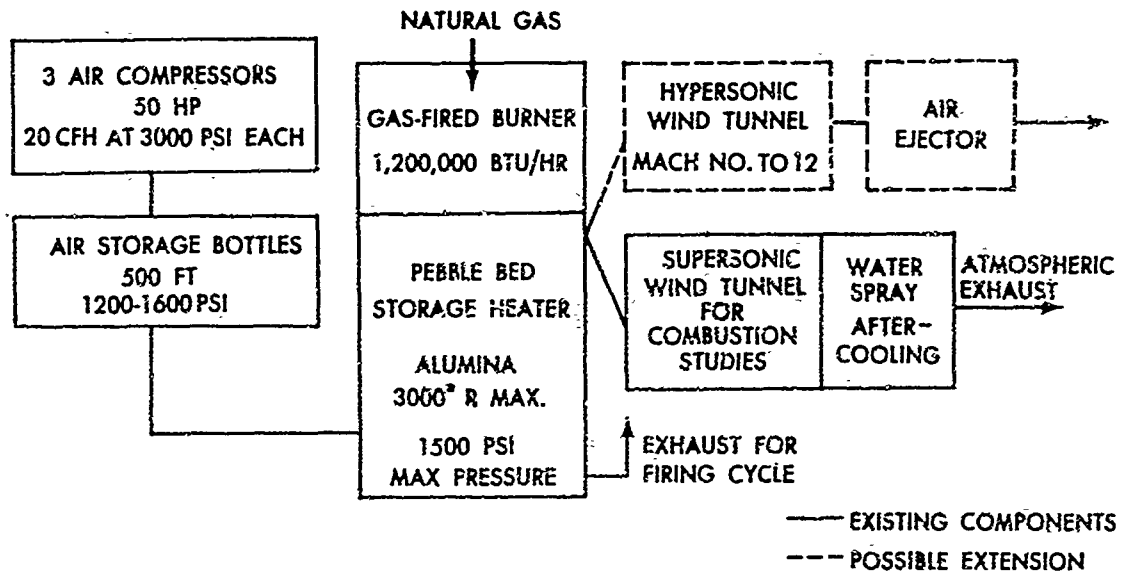 NATURAL GAS
3 AIR COMPRESSORS
50 HP
20 CFH AT 3000 PSI EACH
AIR STORAGE BOTTLES
500 FT
1200-1600 PSI
GAS-FIRED BURNER
1,200,000 BTU/HR
PEBBLE BED
STORAGE HEATER
ALUMINA
3000° R MAX.
1500 PSI
MAX PRESSURE
HYPERSONIC
WIND TUNNEL
MACH NO. TO 12
AIR
EJECTOR
SUPERSONIC
WIND TUNNEL
FOR
COMBUSTION
STUDIES
WATER
SPRAY
AFTER-
COOLING
ATMOSPHERIC
EXHAUST
EXHAUST FOR
FIRING CYCLE
EXISTING COMPONENTS
POSSIBLE EXTENSION